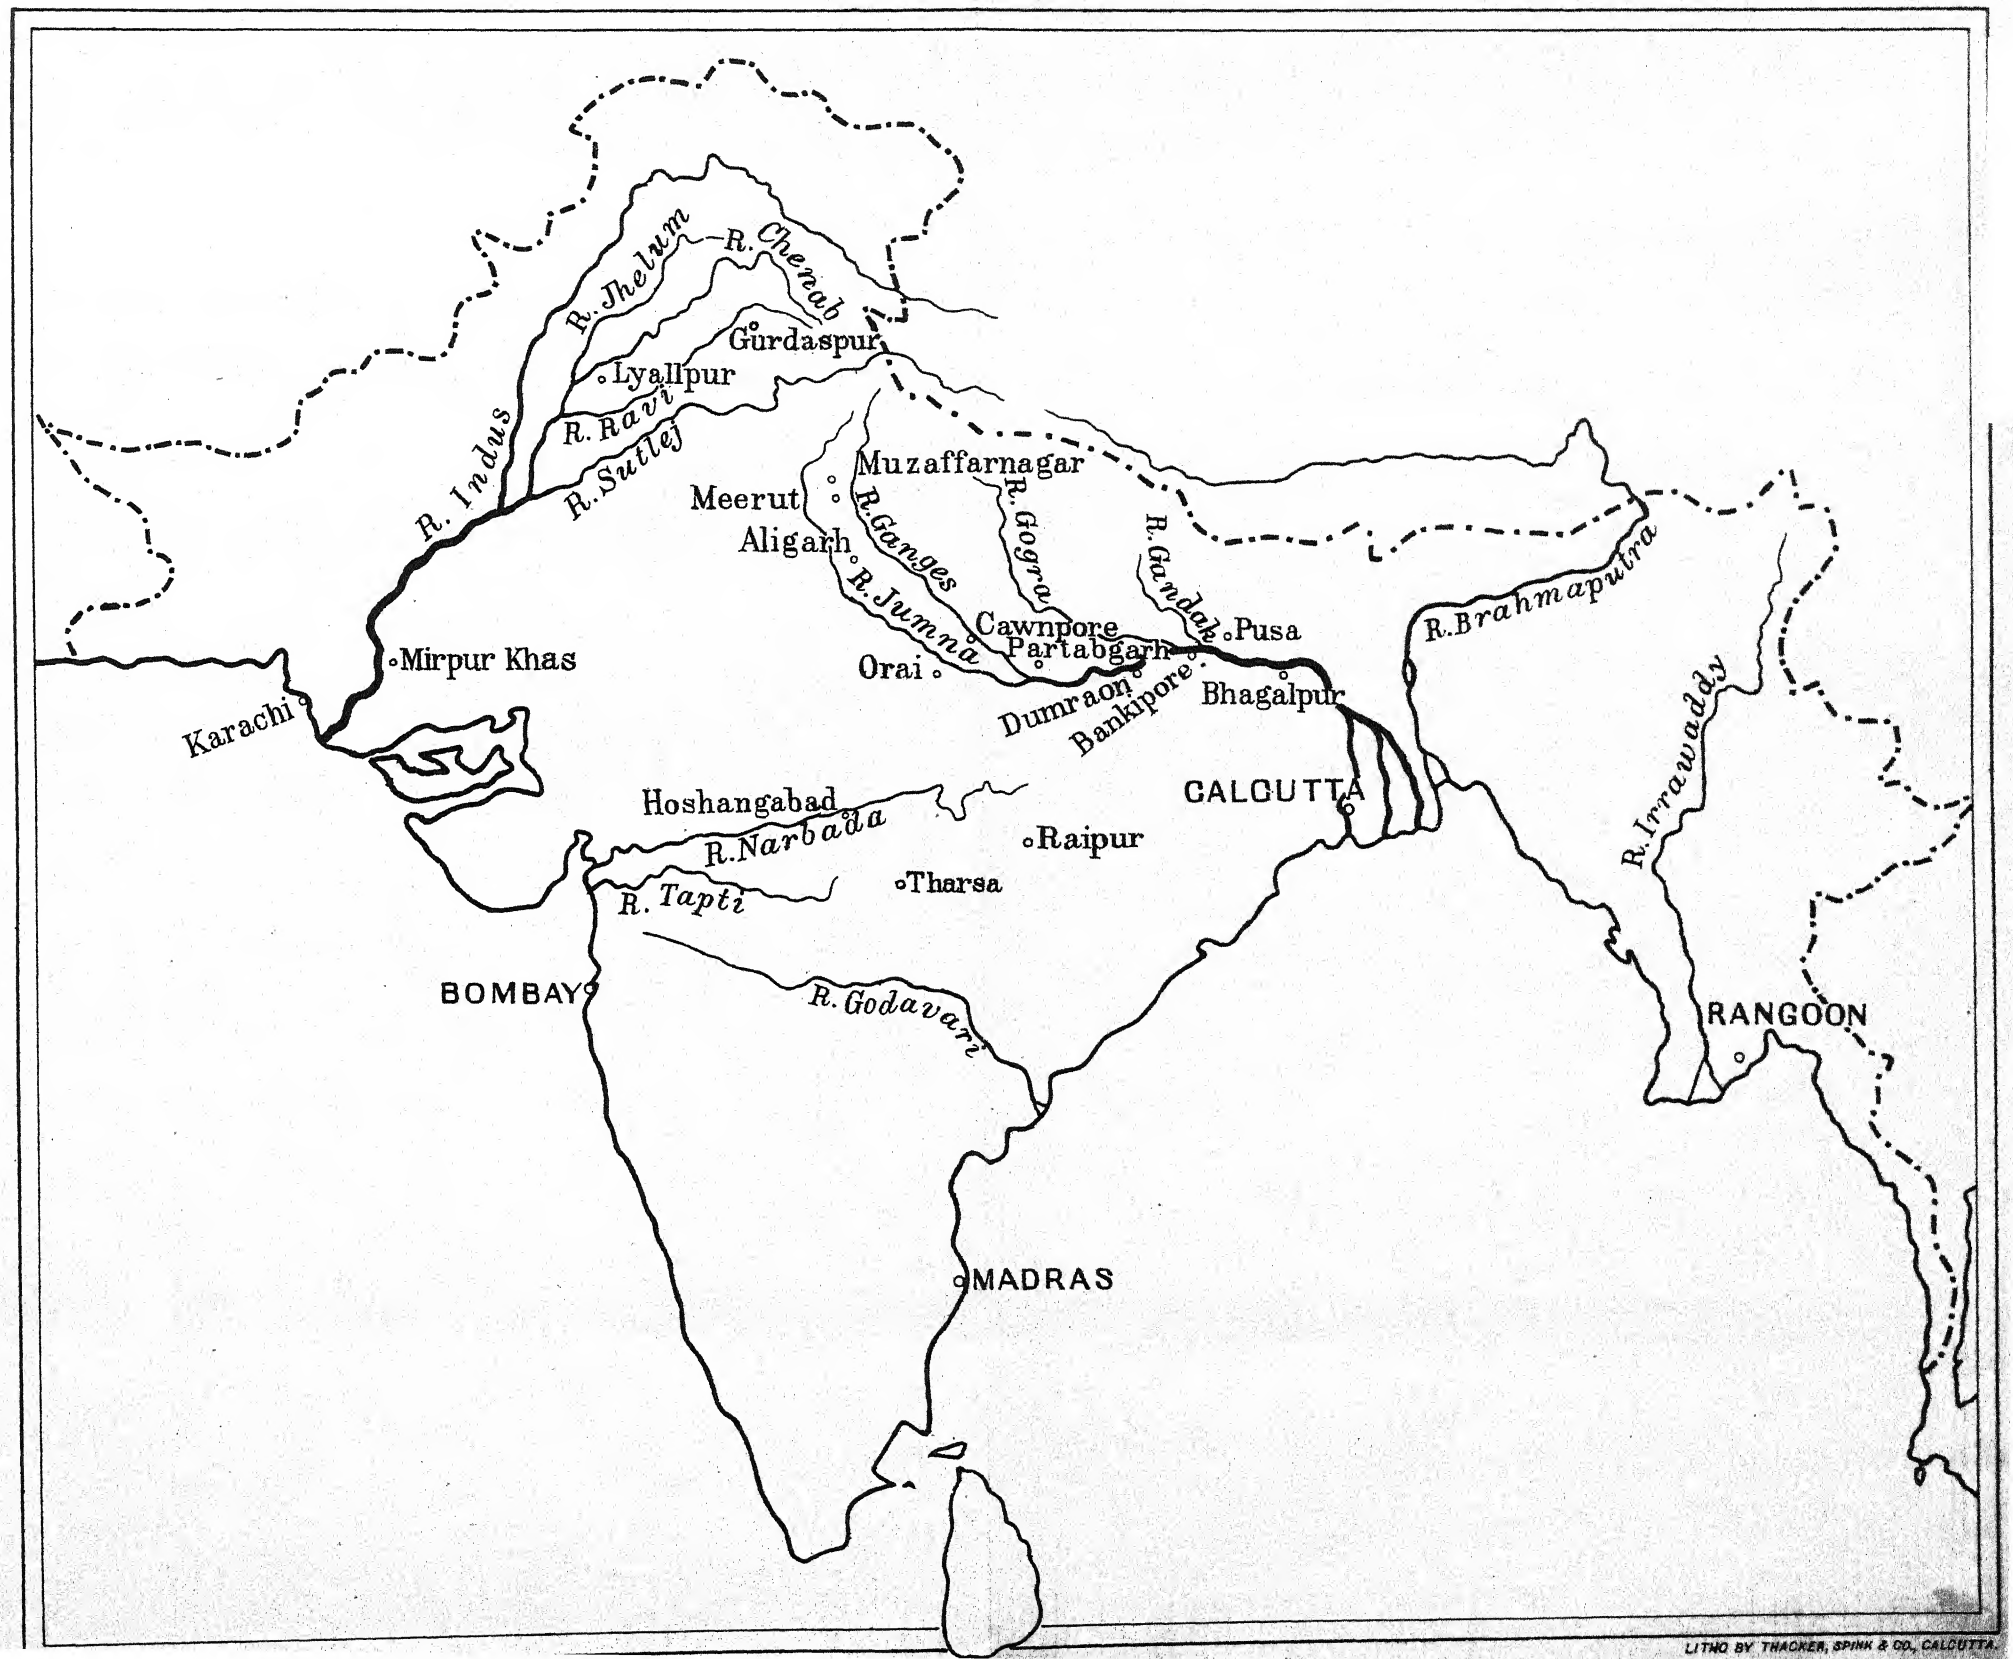 R. Jhelum
R. Chenab
Gurdaspur
Lyallpur
R. Ravi
R. Indus
R. Sutlej
Muzaffarnagar
Meerut
R. Ganges
R. Gogra
R. Gandak
Aligarh
R. Jumna
R. Brahmaputra
Cawnpore
Pusa
Partabgarh
Mirpur Khas
Orai
Karachi
Dumraon
Bankipore
Bhagalpur
R. Irrawaddy
CALCUTTA
Hoshangabad
R. Narbada
Raipur
Tharsa
R. Tapti
BOMBAY
R. Godavari
RANGOON
MADRAS
LITHO BY THACKER, SPINK & CO., CALCUTTA.